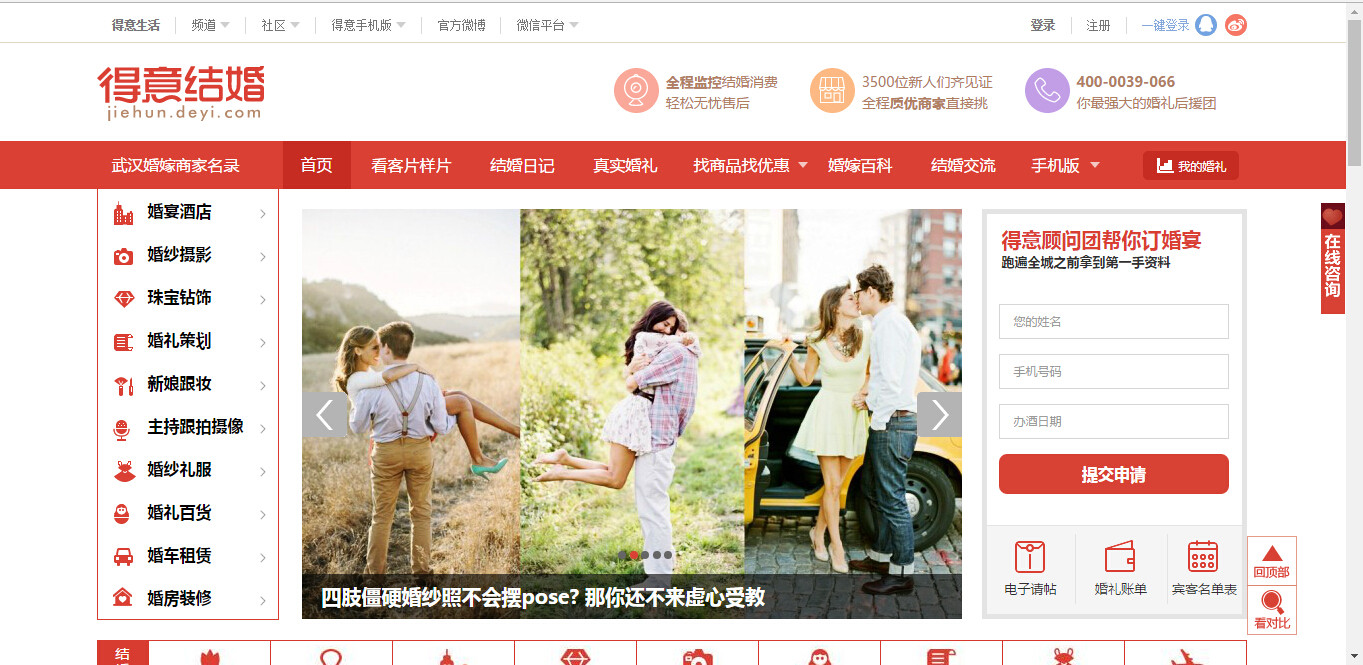 得意生活 频道 社区 得意手机版 官方微博 微信平台 登录 注册 一键登录
得意结婚
jiehun.deyi.com
全程监控结婚消费
轻松无忧售后
3500位新人们齐见证
全程质优商家直接挑
400-0039-066
你最强大的婚礼后援团
武汉婚嫁商家名录 首页 看客片样片 结婚日记 真实婚礼 找商品找优惠 婚嫁百科 结婚交流 手机版 我的婚礼
婚宴酒店
婚纱摄影
珠宝钻饰
婚礼策划
新娘跟妆
主持跟拍摄像
婚纱礼服
婚礼百货
婚车租赁
婚房装修
四肢僵硬婚纱照不会摆pose? 那你还不来虚心受教
得意顾问团帮你订婚宴
跑遍全城之前拿到第一手资料
您的姓名
手机号码
办酒日期
提交申请
电子请帖 婚礼账单 宾客名单表
在线咨询
回顶部
看对比
结